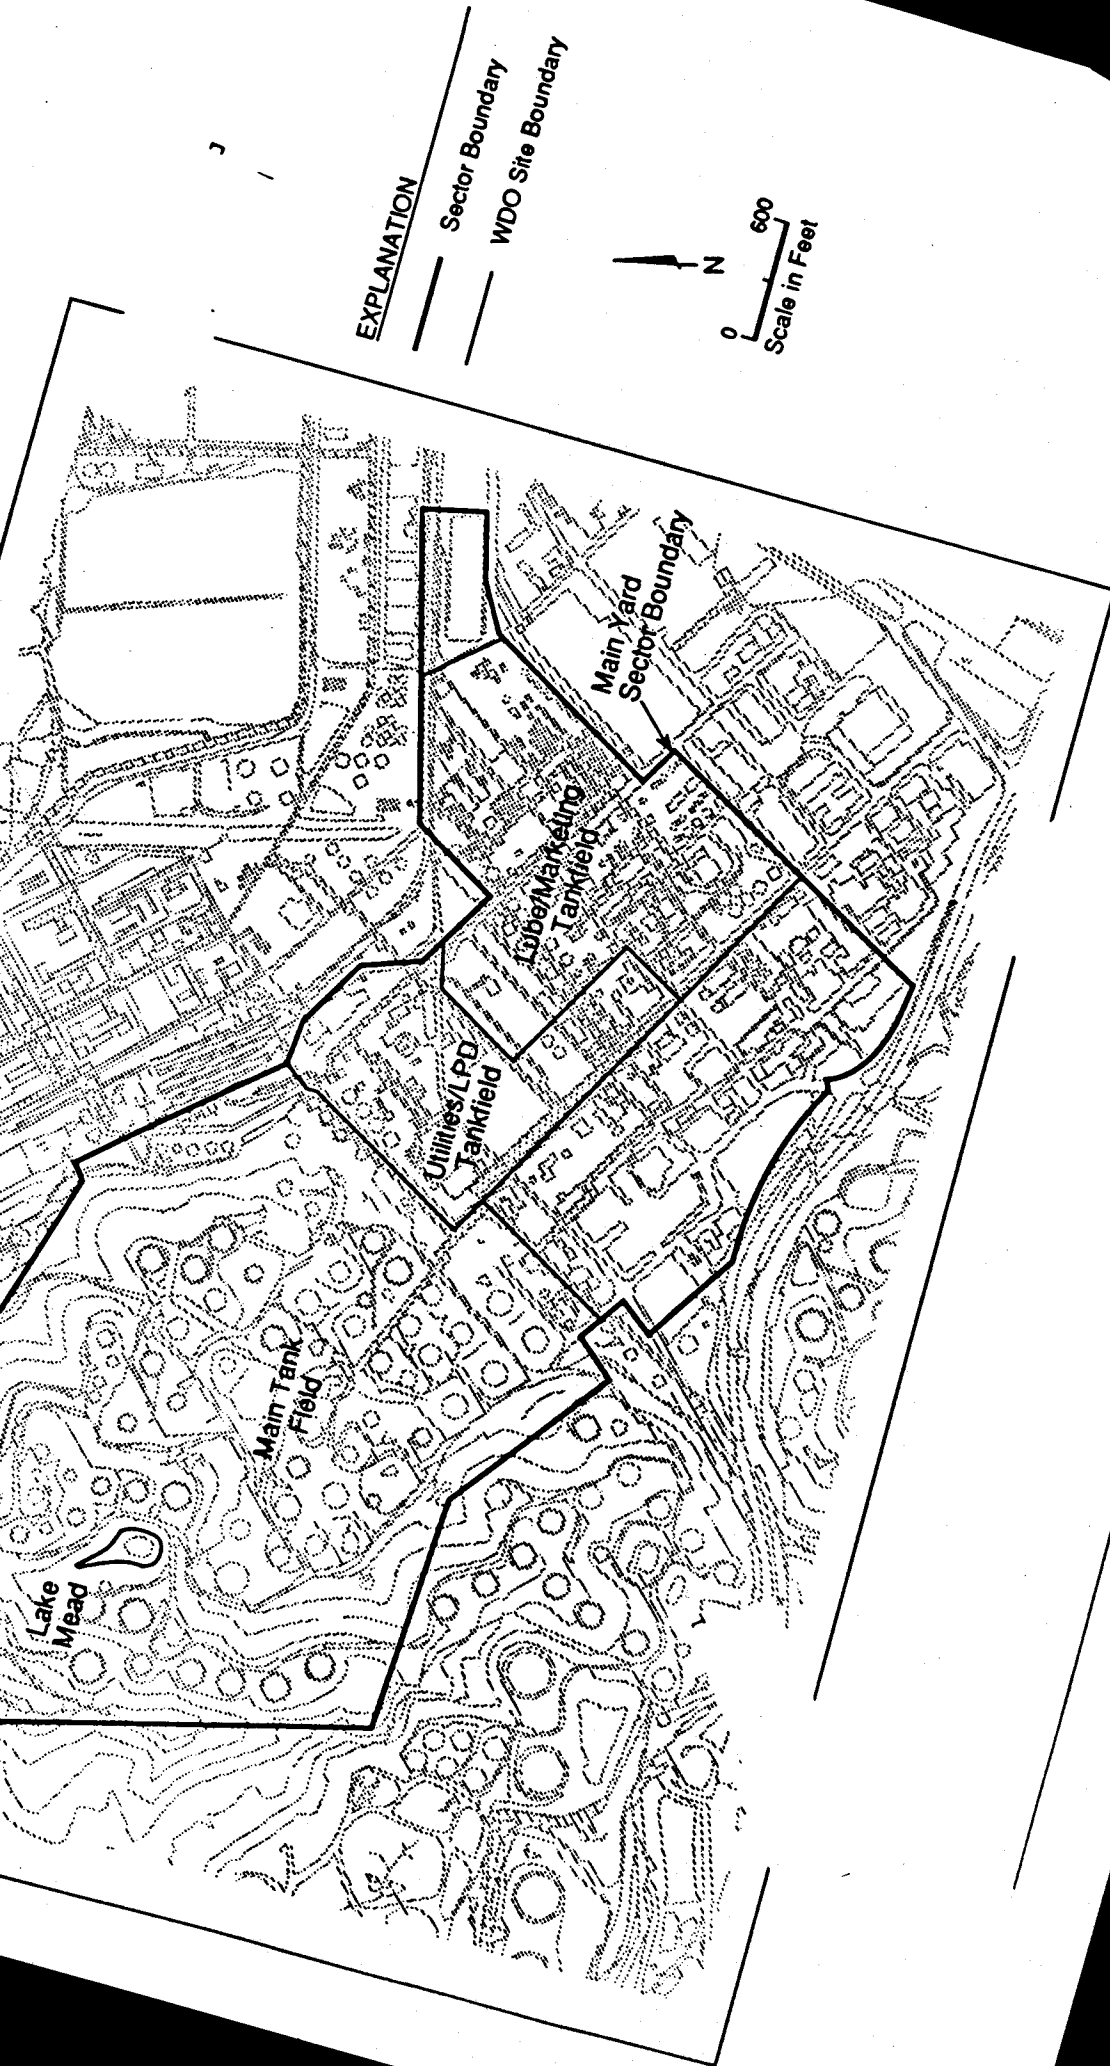 EXPLANATION
Sector Boundary
WDO Site Boundary
N
0 600
Scale in Feet
Main Yard
Sector Boundary
Lube/Marketing
Tankfield
Utilities/LPD
Tankfield
Main Tank
Field
Lake
Mead